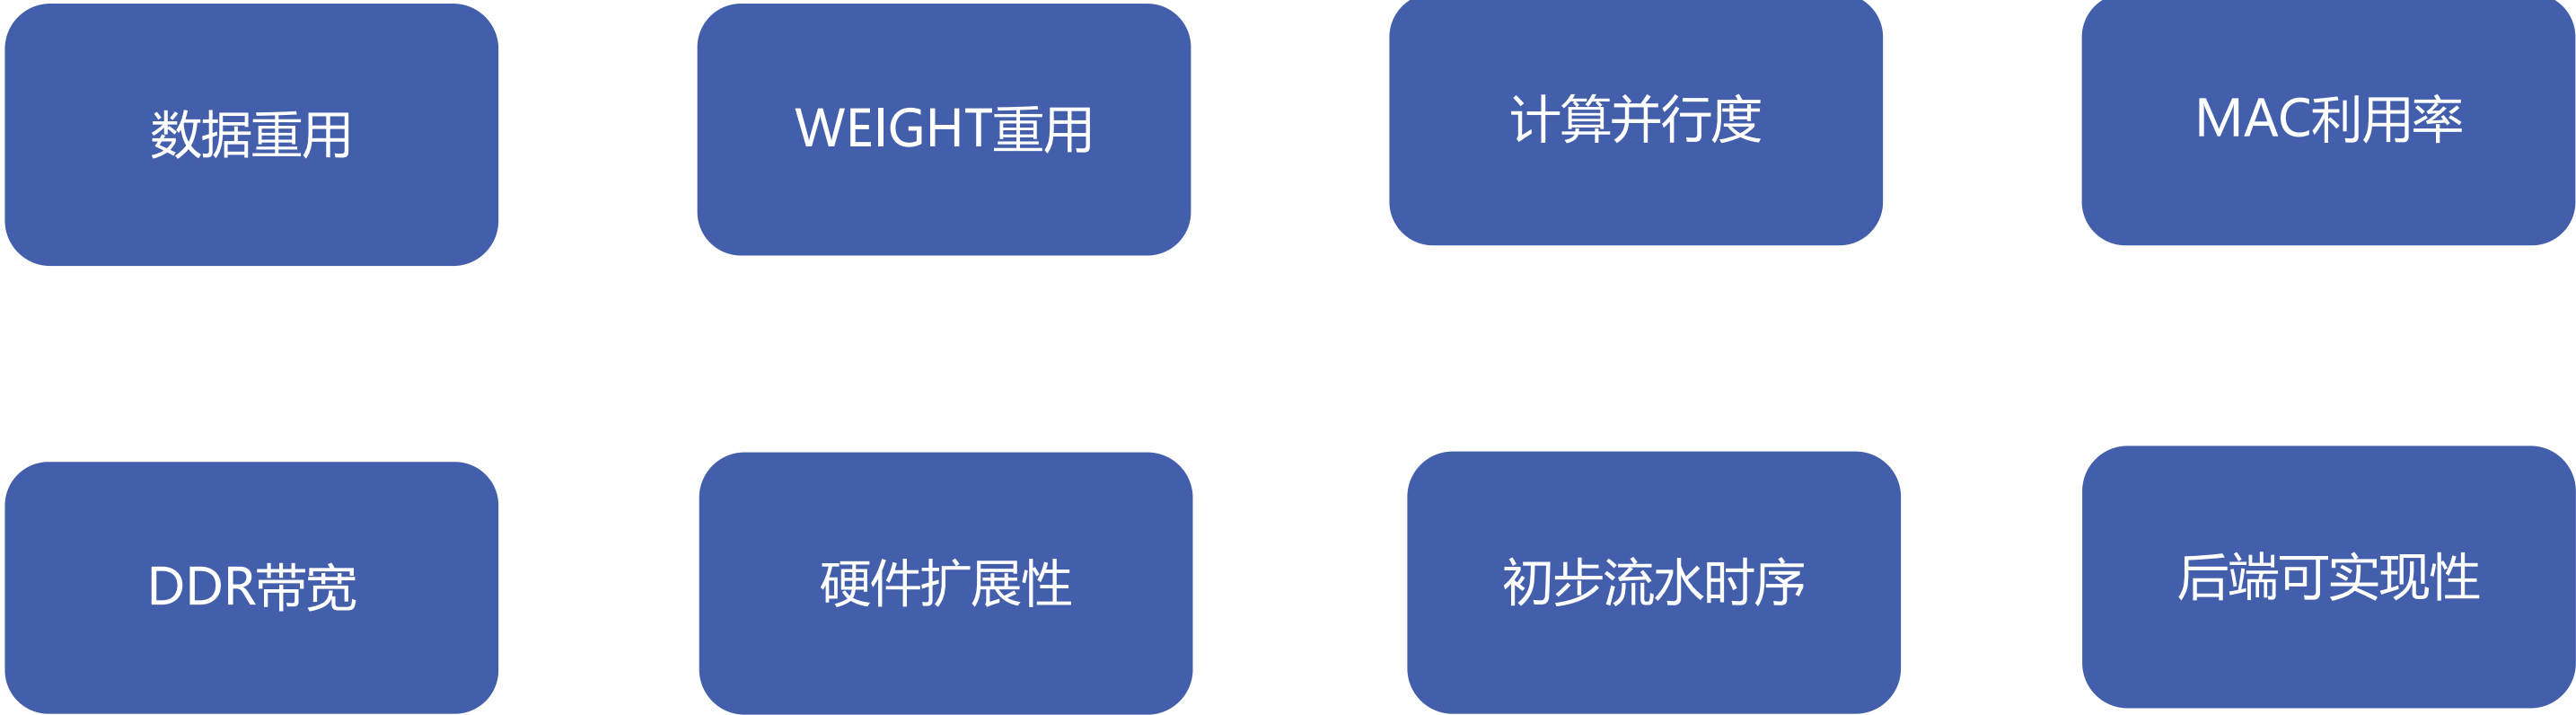 数据重用
WEIGHT重用
计算并行度
MAC利用率
DDR带宽
硬件扩展性
初步流水时序
后端可实现性